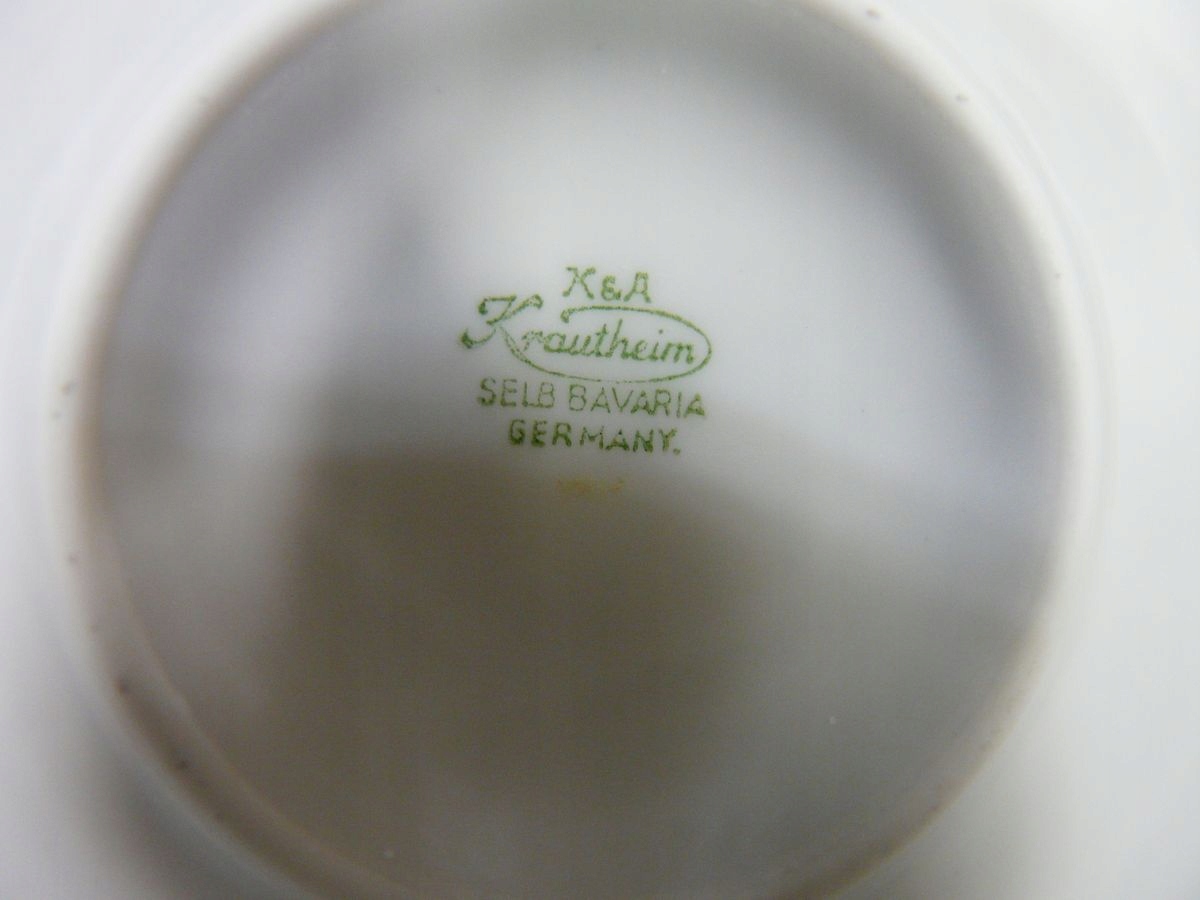 K&A
Krautheim
SELB BAVARIA
GERMANY.